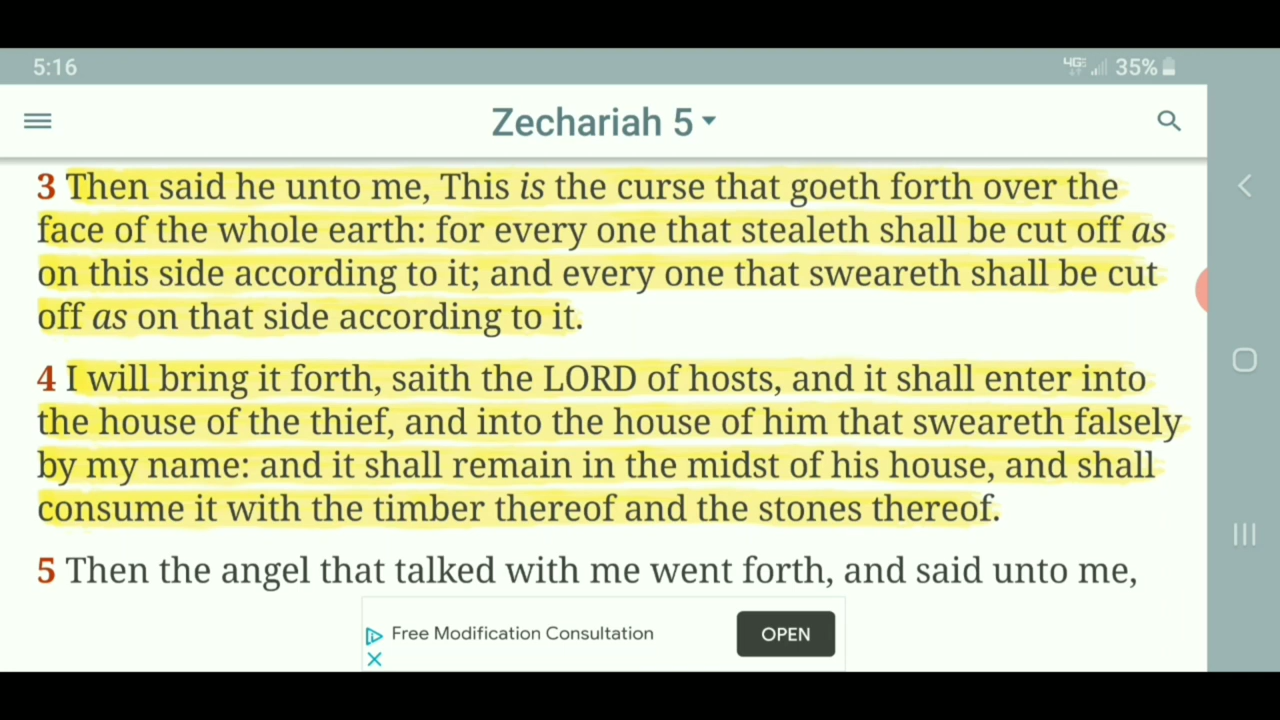 5:16
4GE 35%
Zechariah 5
3 Then said he unto me, This is the curse that goeth forth over the
face of the whole earth: for every one that stealeth shall be cut off as
on this side according to it; and every one that sweareth shall be cut
off as on that side according to it.
4 I will bring it forth, saith the LORD of hosts, and it shall enter into
the house of the thief, and into the house of him that sweareth falsely
by my name: and it shall remain in the midst of his house, and shall
consume it with the timber thereof and the stones thereof.
5 Then the angel that talked with me went forth, and said unto me,
Free Modification Consultation
OPEN